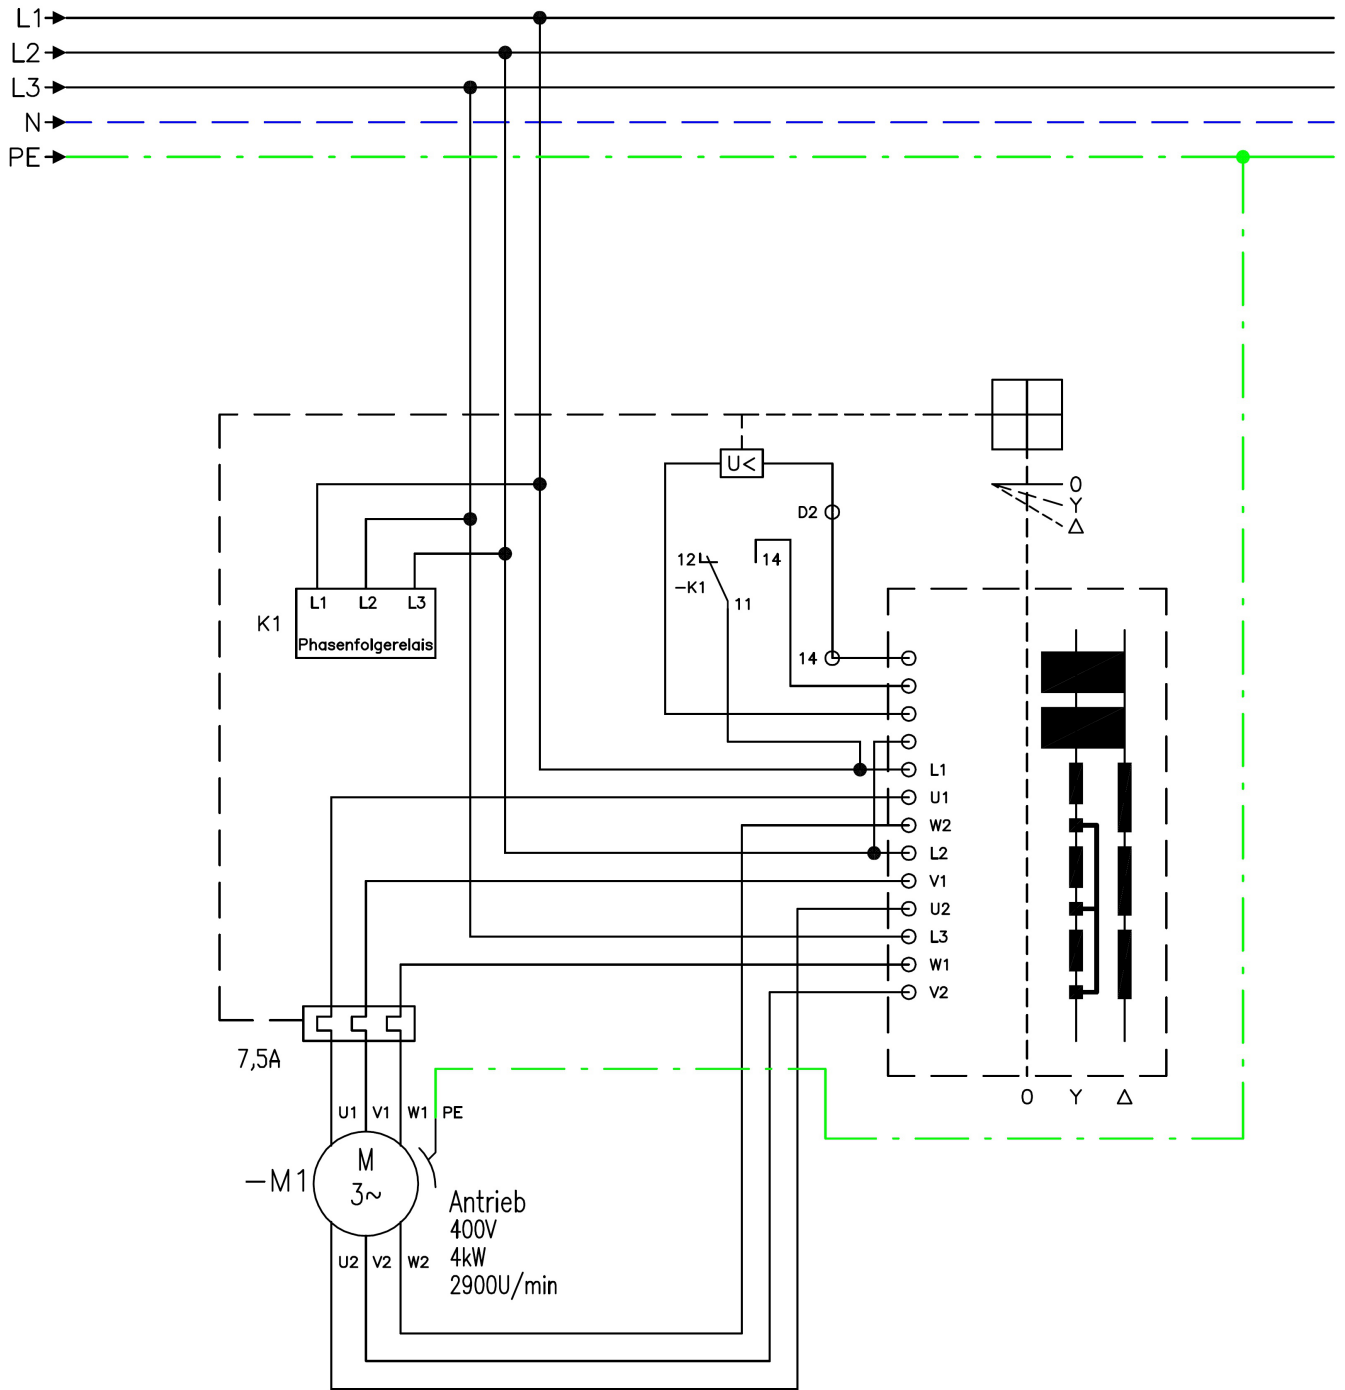 L1
L2
L3
N
PE
U<
0
Y
Δ
D2
12
14
-K1
11
L1 L2 L3
K1
Phasenfolgerelais
14
L1
U1
W2
L2
V1
U2
L3
W1
V2
7,5A
0 Y Δ
U1 V1 W1 PE
M
3~
-M1
Antrieb
400V
4kW
2900U/min
U2 V2 W2